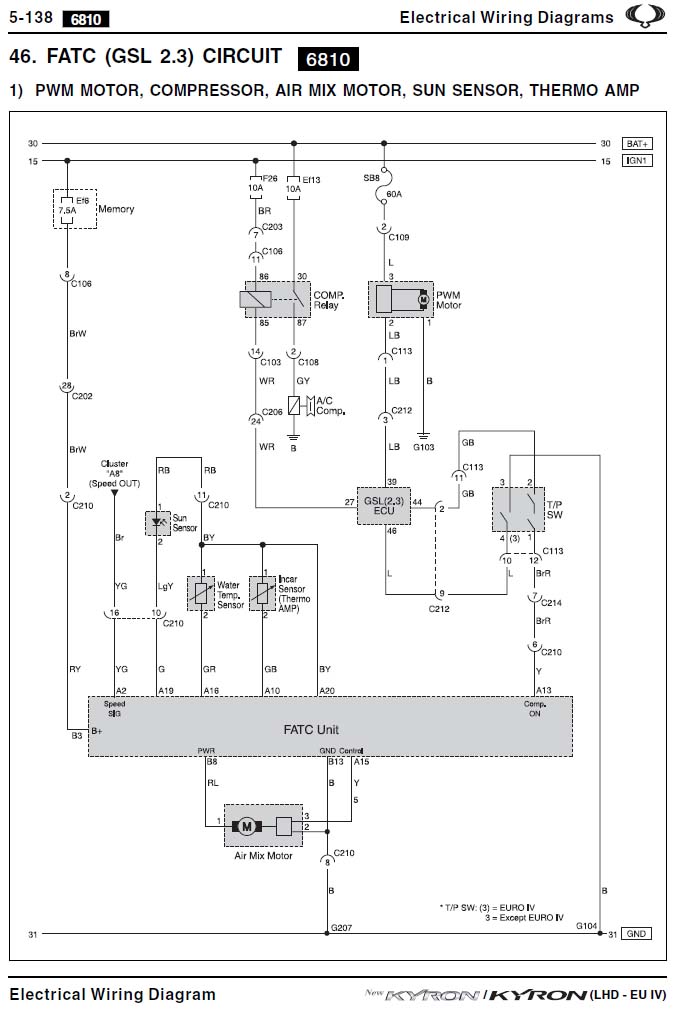 5-138 6810 Electrical Wiring Diagrams
46. FATC (GSL 2.3) CIRCUIT 6810
1) PWM MOTOR, COMPRESSOR, AIR MIX MOTOR, SUN SENSOR, THERMO AMP
30 30 BAT+
15 15 IGN1
Ef6
7.5A
Memory
F26
10A
Ef13
10A
SB8
60A
BR
C203
7
C106
11
2
C109
L
8
C106
86 30
COMP.
Relay
85 87
3
PWM
Motor
2 1
LB
BrW
14
C103
2
C108
C113
1
WR GY
LB B
28
C202
A/C
Comp.
C206
24
C212
3
B
G103
WR
LB
GB
BrW
Cluster
"A8"
(Speed OUT)
RB RB
C113
11
GB
2
C210
1
11
C210
39
27 GSL(2.3)
ECU 44
2
46
3 2
T/P
SW
4 (3) 1
Sun
Sensor
2
Br
BY
C113
10 12
YG LgY
1
Water
Temp.
Sensor
2
1
Incar
Sensor
(Thermo
AMP)
2
L
L BrR
9
C212
7
C214
16 10
C210
BrR
6
C210
RY YG G GR GB BY Y
A2 A19 A16 A10 A20 A13
Speed
SIG
Comp.
ON
FATC Unit
B3 B+
PWR GND Control
B8 B13 A15
RL B Y
5
1 3
2
Air Mix Motor
C210
8
B
B
* T/P SW: (3) = EURO IV
3 = Except EURO IV
G207
G104
31 31 GND
Electrical Wiring Diagram New KYRON / KYRON (LHD - EU IV)